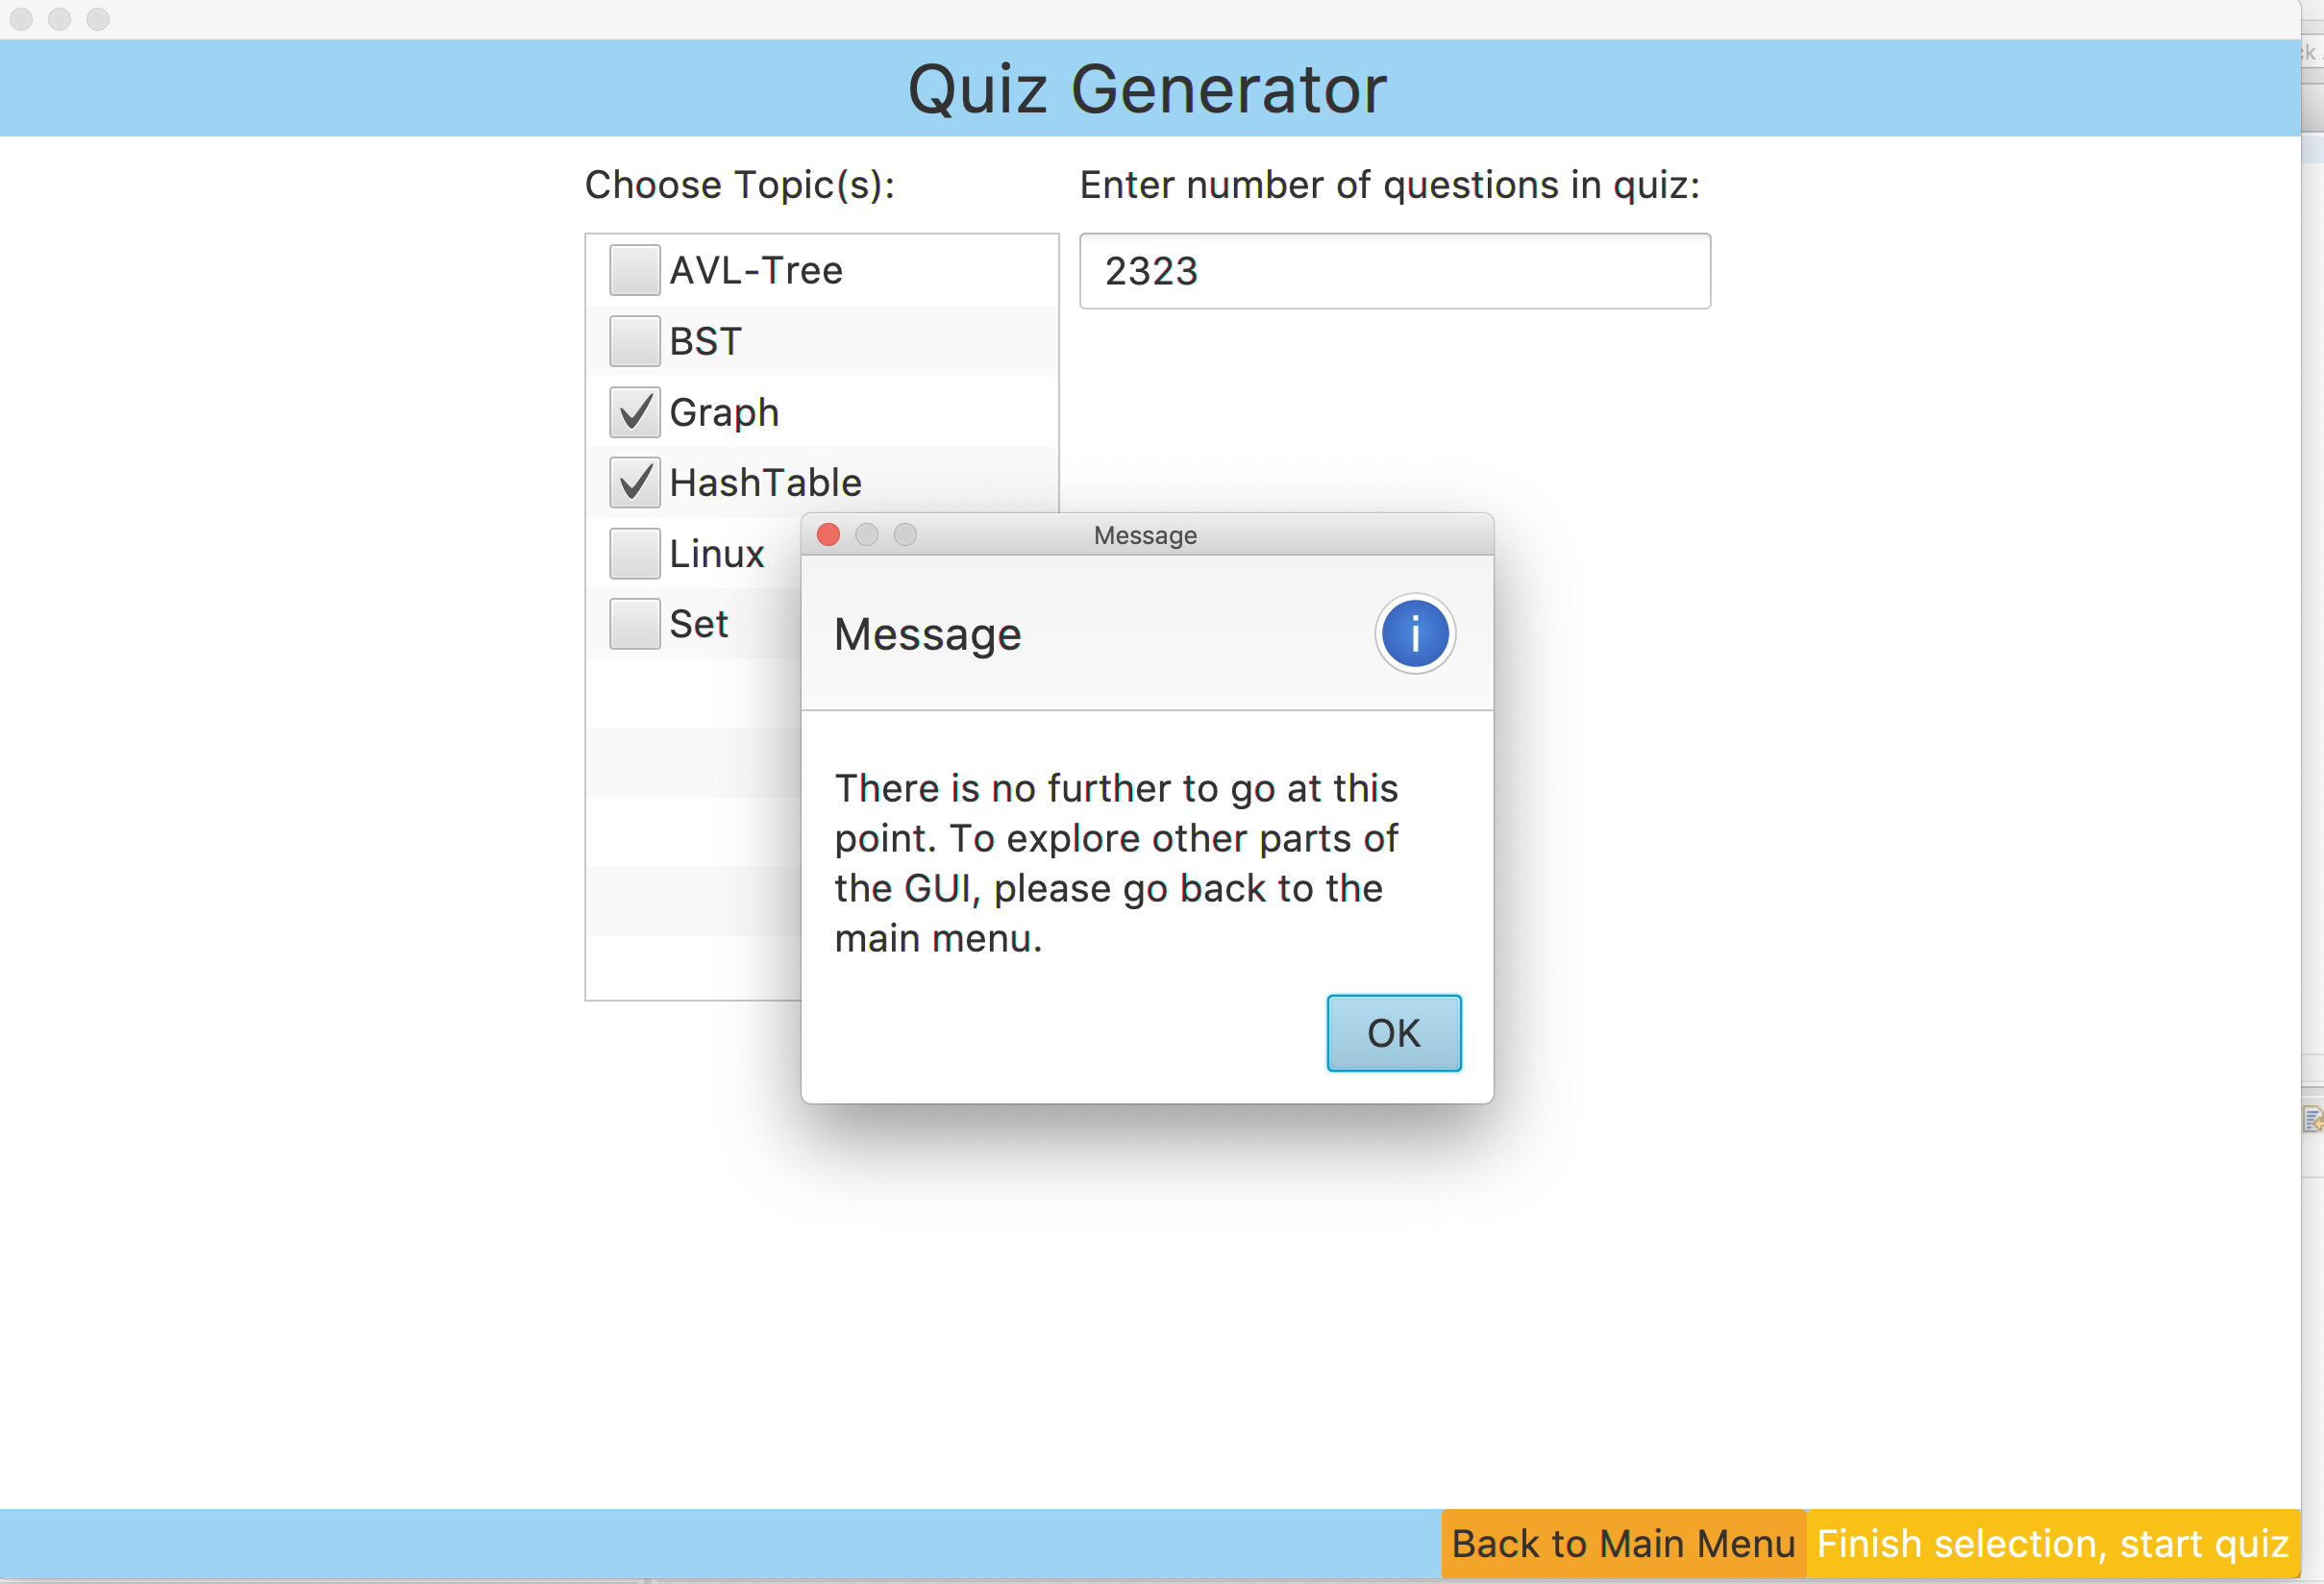 Quiz Generator
Choose Topic(s):
Enter number of questions in quiz:
AVL-Tree
2323
BST
Graph
HashTable
Linux
Set
Message
Message
There is no further to go at this
point. To explore other parts of
the GUI, please go back to the
main menu.
OK
Back to Main Menu
Finish selection, start quiz